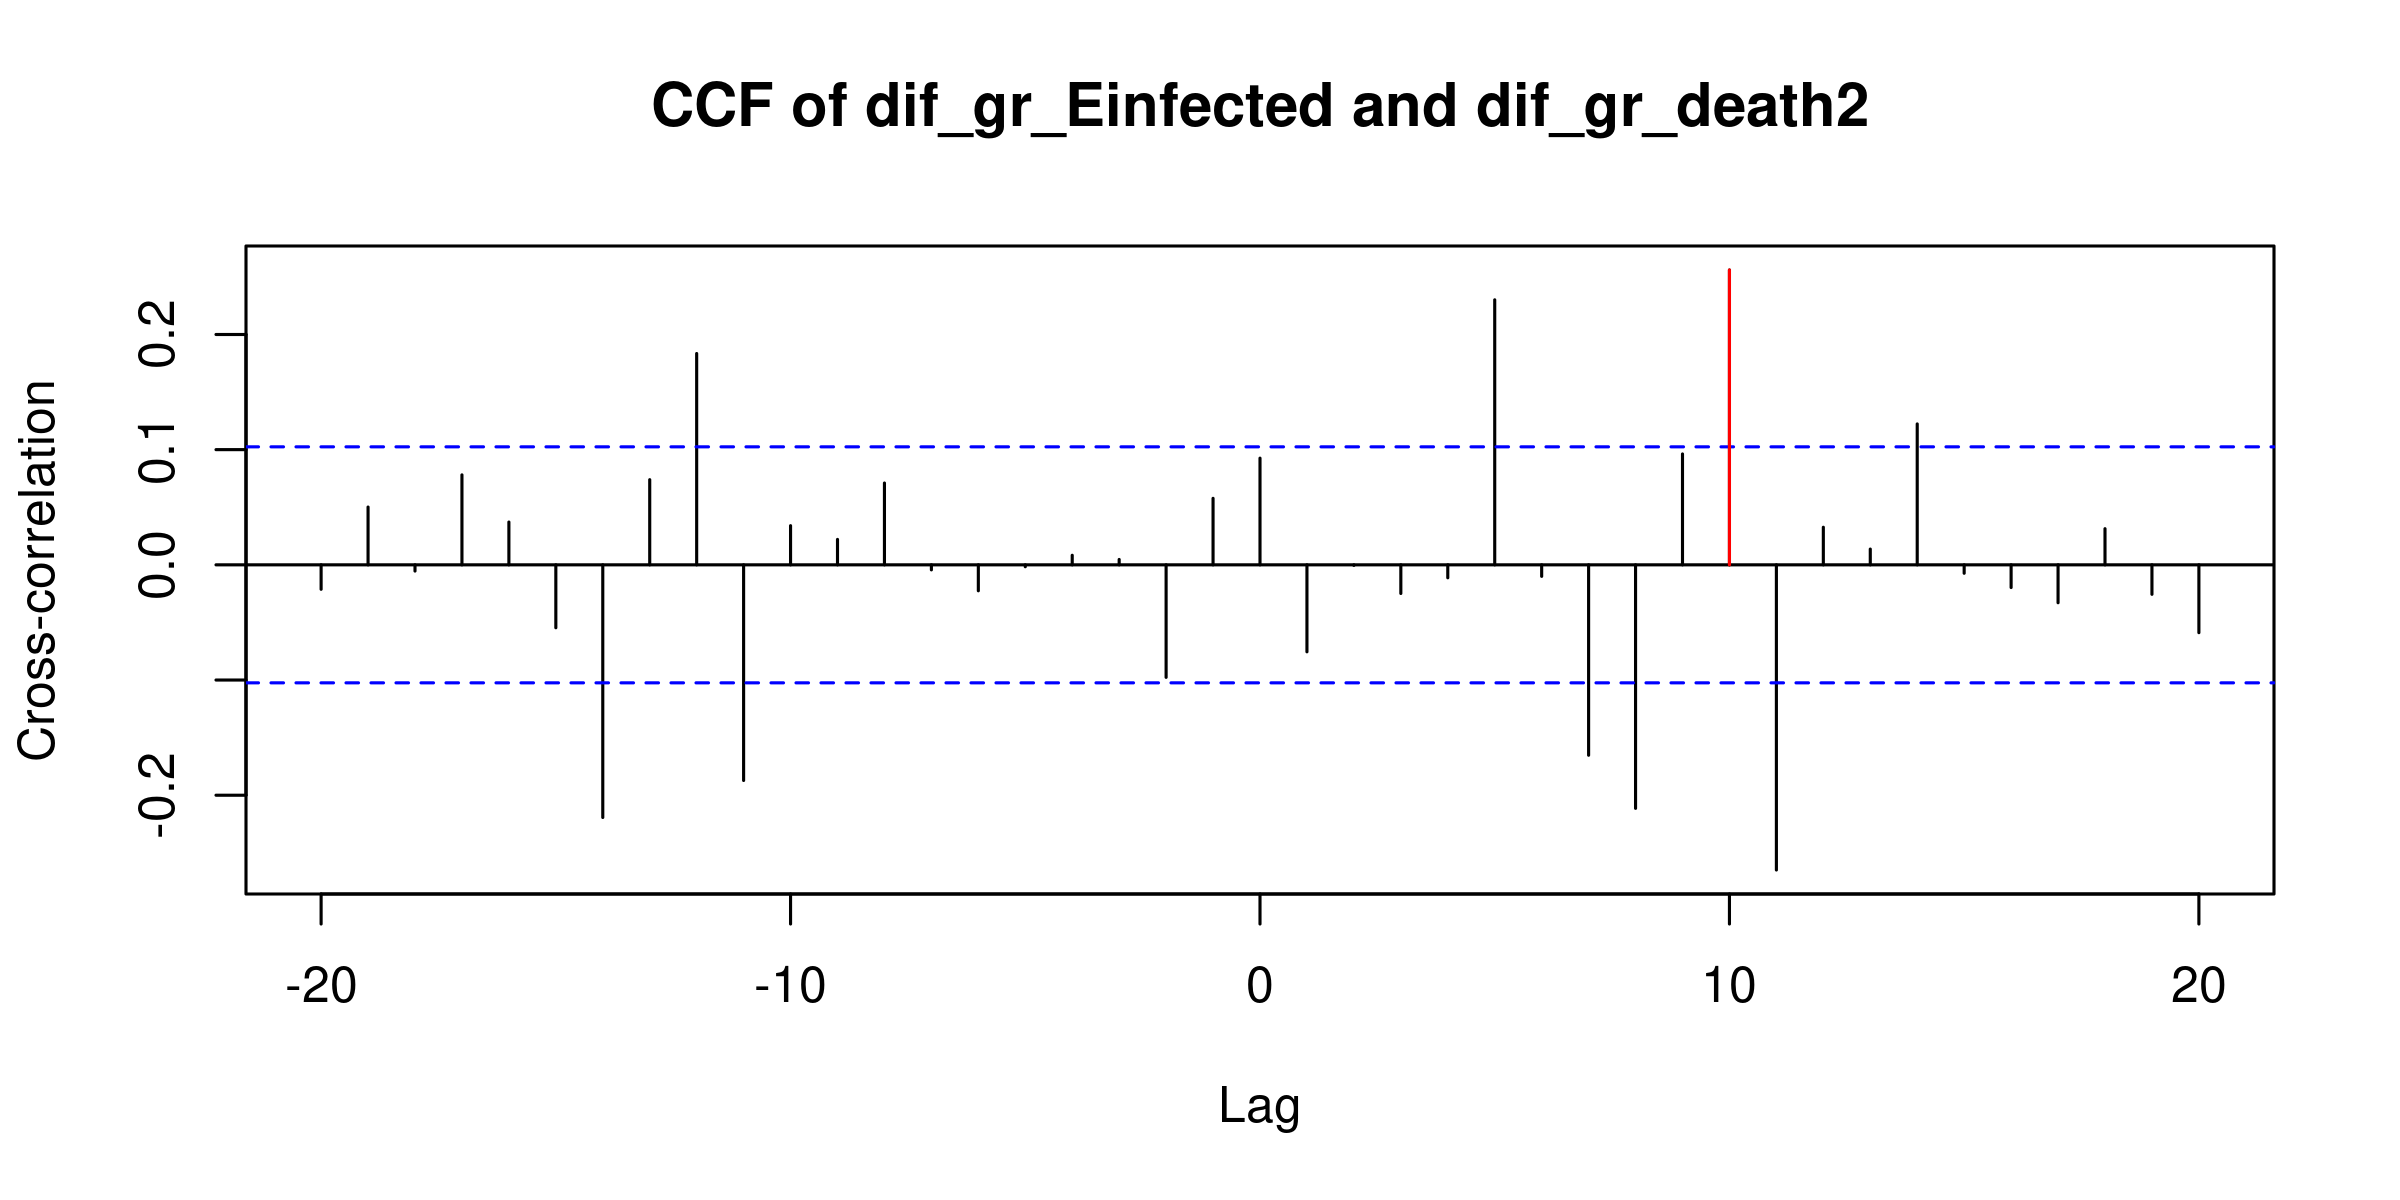 CCF of dif_gr_Einfected and dif_gr_death2
Cross-correlation
0.2
0.1
0.0
-0.2
-20 -10 0 10 20
Lag